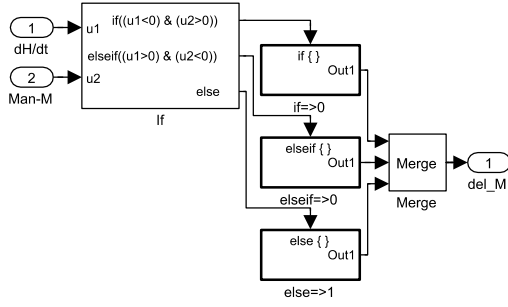 1
dH/dt
2
Man-M
u1
u2
if((u1<0) & (u2>0))
elseif((u1>0) & (u2<0))
else
If
if { }
Out1
if=>0
elseif { }
Out1
elseif=>0
else { }
Out1
else=>1
Merge
Merge
1
del_M